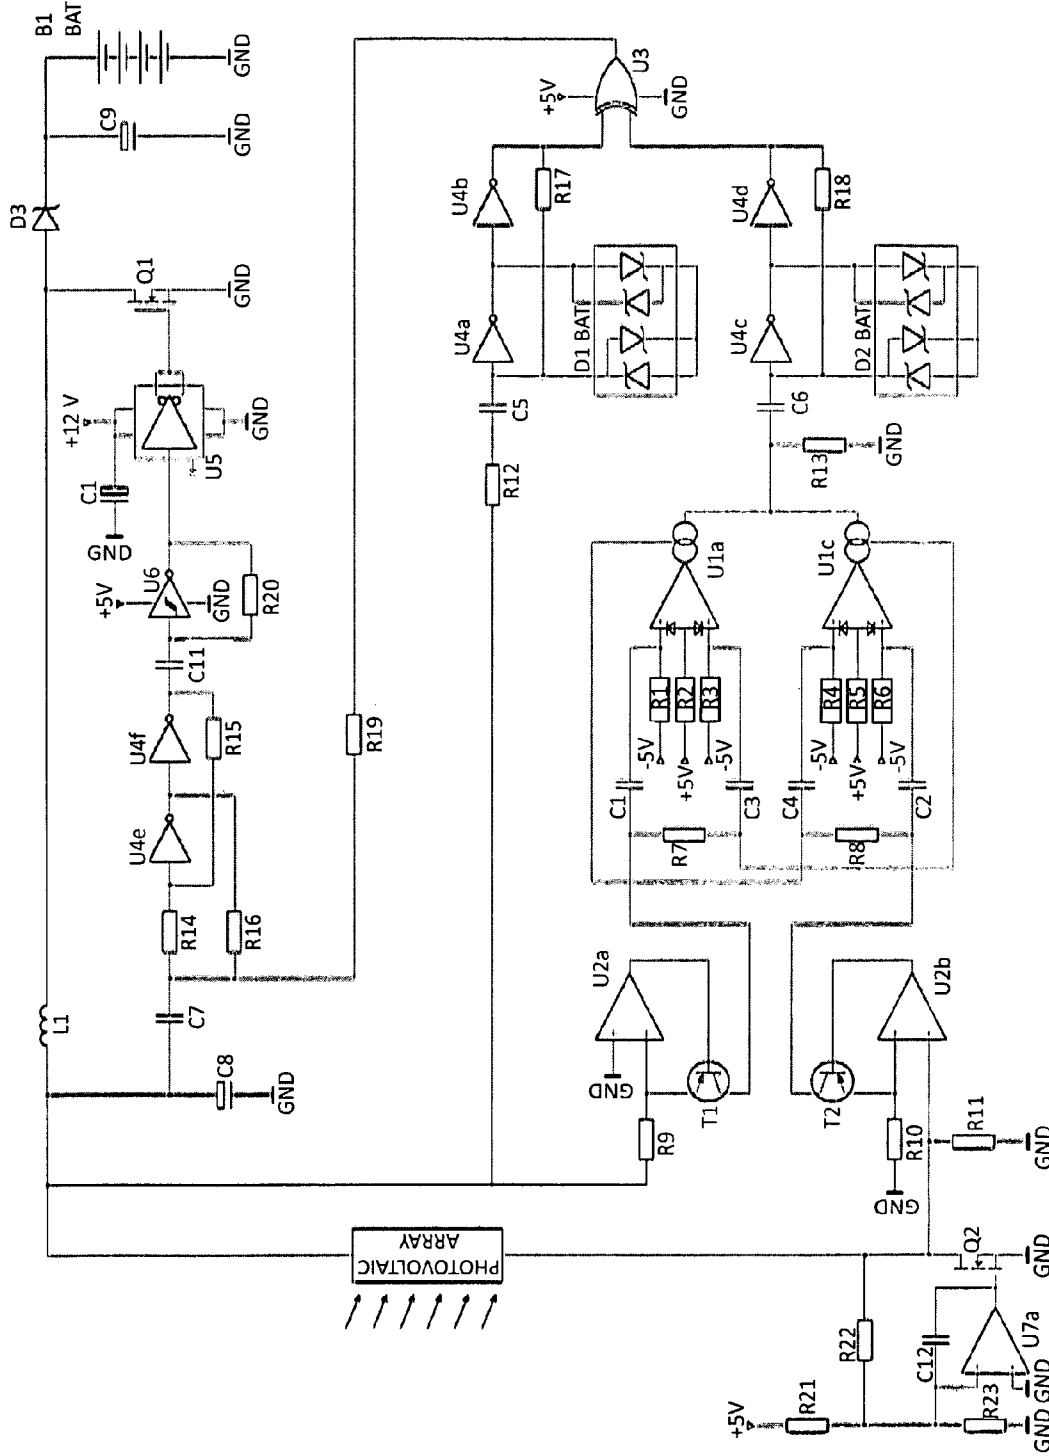 B1
BAT
GND
C9
GND
D3
Q1
GND
+12 V
C1
GND
U5
GND
+5V
U6
GND
R20
C11
U4f
R15
U4e
R14
R16
C7
L1
C8
GND
R19
U3
+5V
GND
U4b
R17
U4a
D1 BAT
C5
R12
U4d
R18
U4c
D2 BAT
C6
R13
GND
U1a
R1
R2
R3
-5V
+5V
-5V
C1
C3
R7
U1c
R4
R5
R6
-5V
+5V
-5V
C4
C2
R8
U2a
GND
T1
R9
U2b
T2
R10
GND
R11
GND
PHOTOVOLTAIC
ARRAY
Q2
GND
R22
C12
U7a
GND
+5V
R21
R23
GND